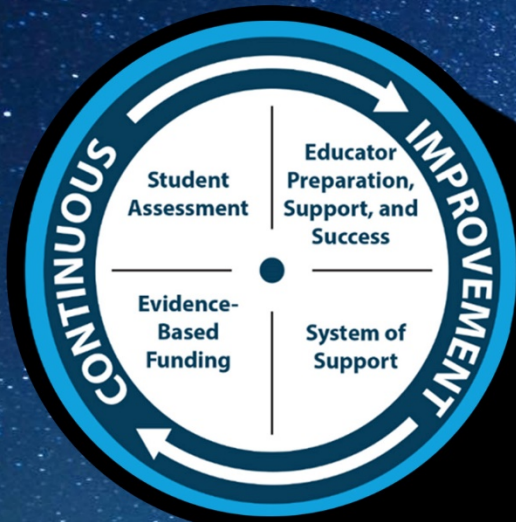 CONTINUOUS
IMPROVEMENT
Student
Assessment
Educator
Preparation,
Support, and
Success
Evidence-
Based
Funding
System of
Support